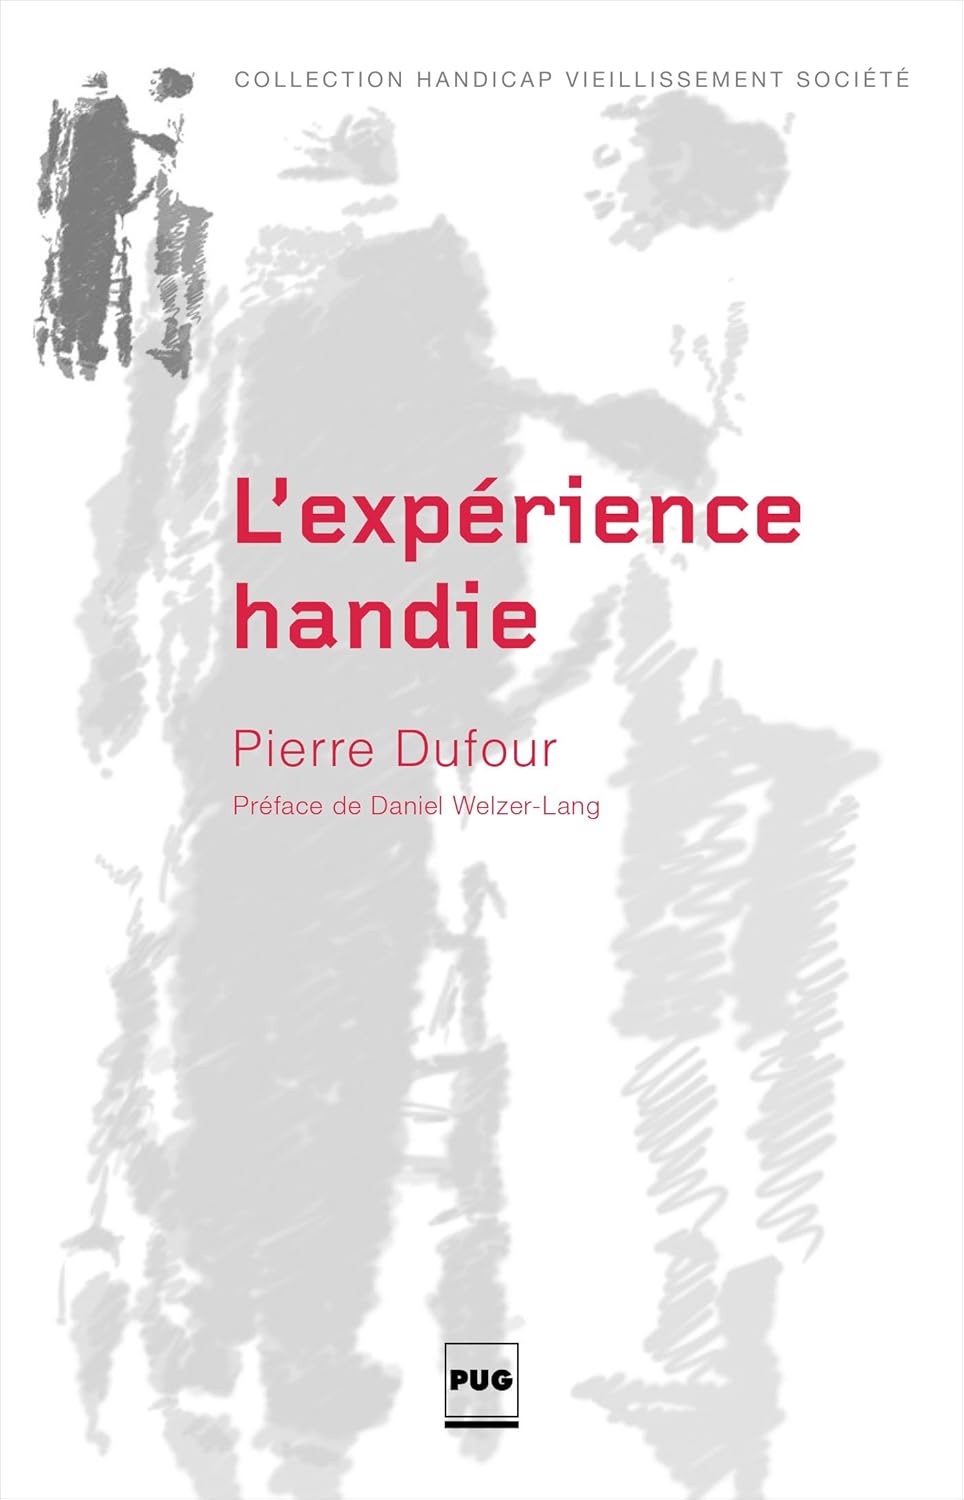 COLLECTION HANDICAP VIEILLISSEMENT SOCIÉTÉ
L'expérience
handie
Pierre Dufour
Préface de Daniel Welzer-Lang
PUG